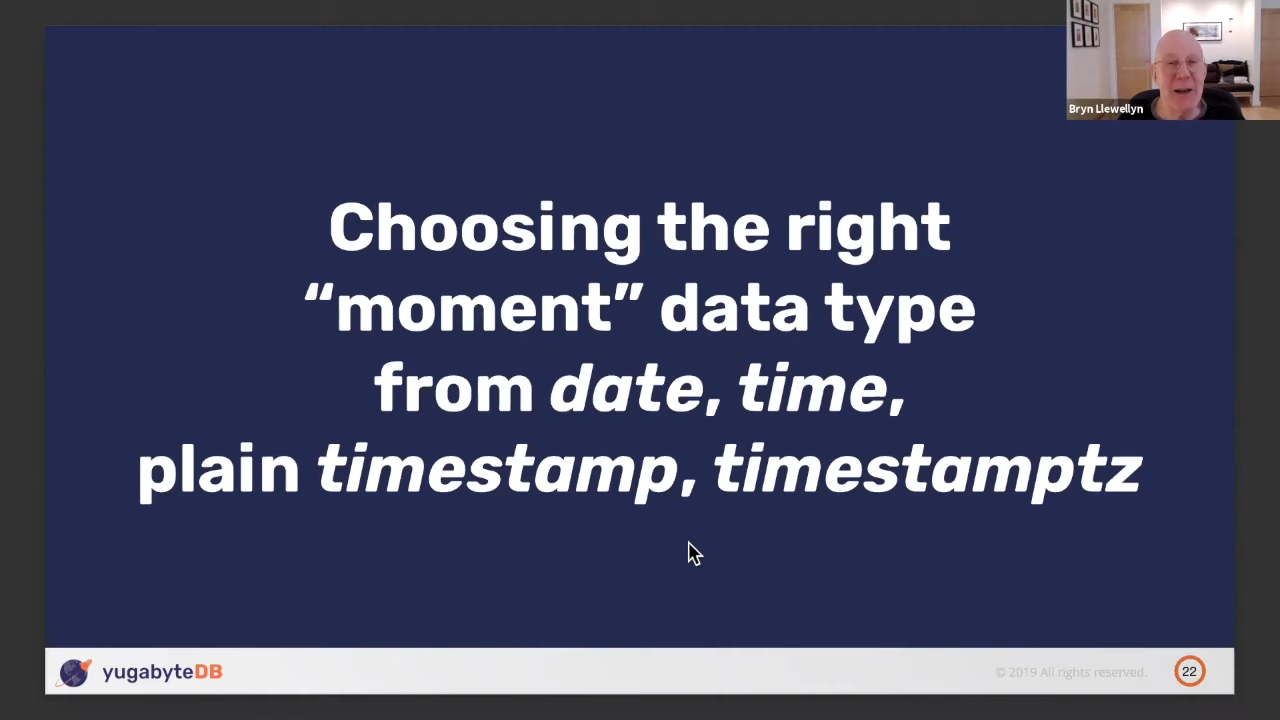 Bryn Llewellyn
Choosing the right
“moment” data type
from date, time,
plain timestamp, timestamptz
yugabyteDB
© 2019 All rights reserved.
22